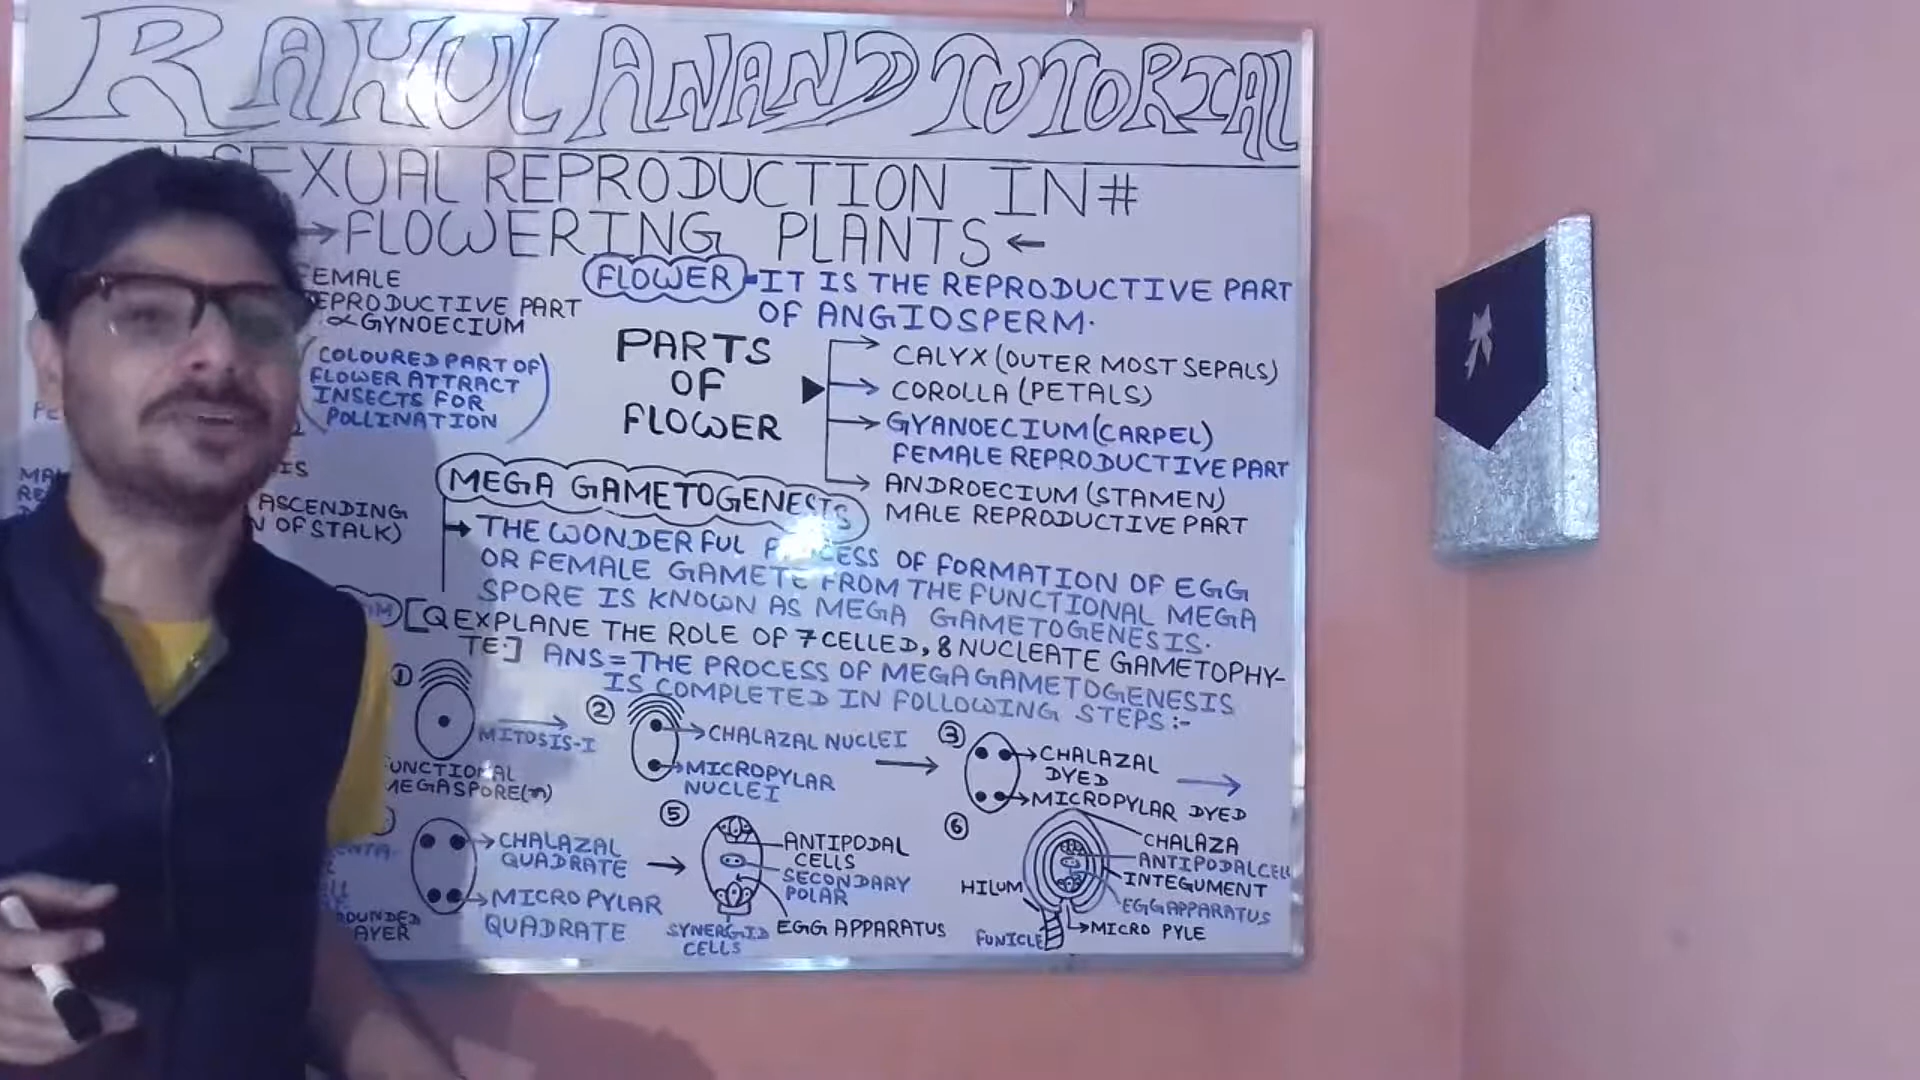 RAHUL ANAND TUTORIAL
SEXUAL REPRODUCTION IN #
→ FLOWERING PLANTS ←
FEMALE
REPRODUCTIVE PART
GYNOECIUM
(COLOURED PART OF
FLOWER ATTRACT
INSECTS FOR
POLLINATION)
IS
ASCENDING
OF STALK)
FLOWER - IT IS THE REPRODUCTIVE PART
OF ANGIOSPERM.
PARTS
OF
FLOWER
CALYX (OUTER MOST SEPALS)
COROLLA (PETALS)
GYANOECIUM (CARPEL)
FEMALE REPRODUCTIVE PART
ANDROECIUM (STAMEN)
MALE REPRODUCTIVE PART
MEGA GAMETOGENESIS
→ THE WONDERFUL PROCESS OF FORMATION OF EGG
OR FEMALE GAMETE FROM THE FUNCTIONAL MEGA
SPORE IS KNOWN AS MEGA GAMETOGENESIS.
[Q EXPLANE THE ROLE OF 7 CELLED, 8 NUCLEATE GAMETOPHY-
TE:] ANS = THE PROCESS OF MEGAGAMETOGENESIS
IS COMPLETED IN FOLLOWING STEPS :-
①
MITOSIS-I
FUNCTIONAL
MEGASPORE(n)
②
CHALAZAL NUCLEI
MICROPYLAR
NUCLEI
③
CHALAZAL
DYED
MICROPYLAR DYED
CHALAZAL
QUADRATE
MICROPYLAR
QUADRATE
⑤
ANTIPODAL
CELLS
SECONDARY
POLAR
EGG APPARATUS
SYNERGID
CELLS
⑥
CHALAZA
ANTIPODAL CELL
INTEGUMENT
EGG APPARATUS
MICRO PYLE
HILUM
FUNICLE